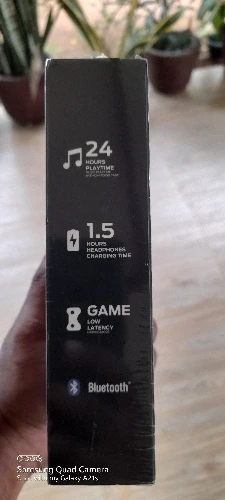 24
HOURS
PLAYTIME
1.5
HOURS
HEADPHONES
CHARGING TIME
GAME
LOW
LATENCY
Bluetooth®
Samsung Quad Camera
Shot with my Galaxy A21s